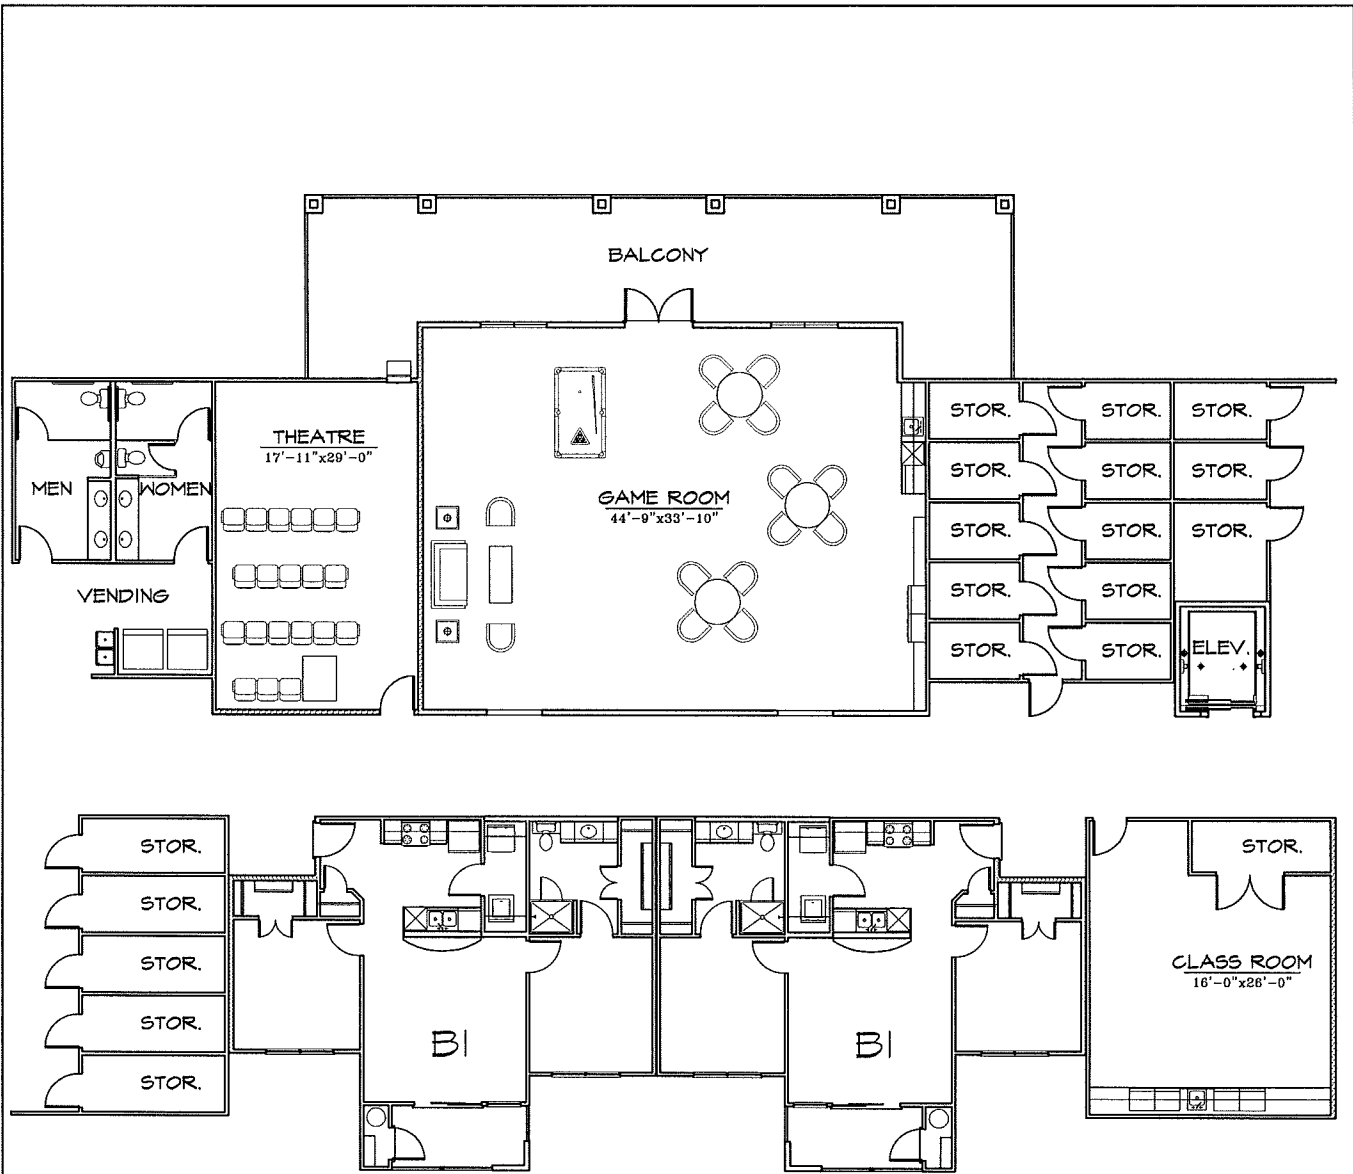 BALCONY
THEATRE
17'-11"x29'-0"
MEN
WOMEN
GAME ROOM
44'-9"x33'-10"
VENDING
STOR.
STOR.
STOR.
STOR.
STOR.
STOR.
STOR.
STOR.
STOR.
STOR.
STOR.
STOR.
STOR.
ELEV.
STOR.
STOR.
STOR.
STOR.
STOR.
B1
B1
STOR.
CLASS ROOM
16'-0"x26'-0"